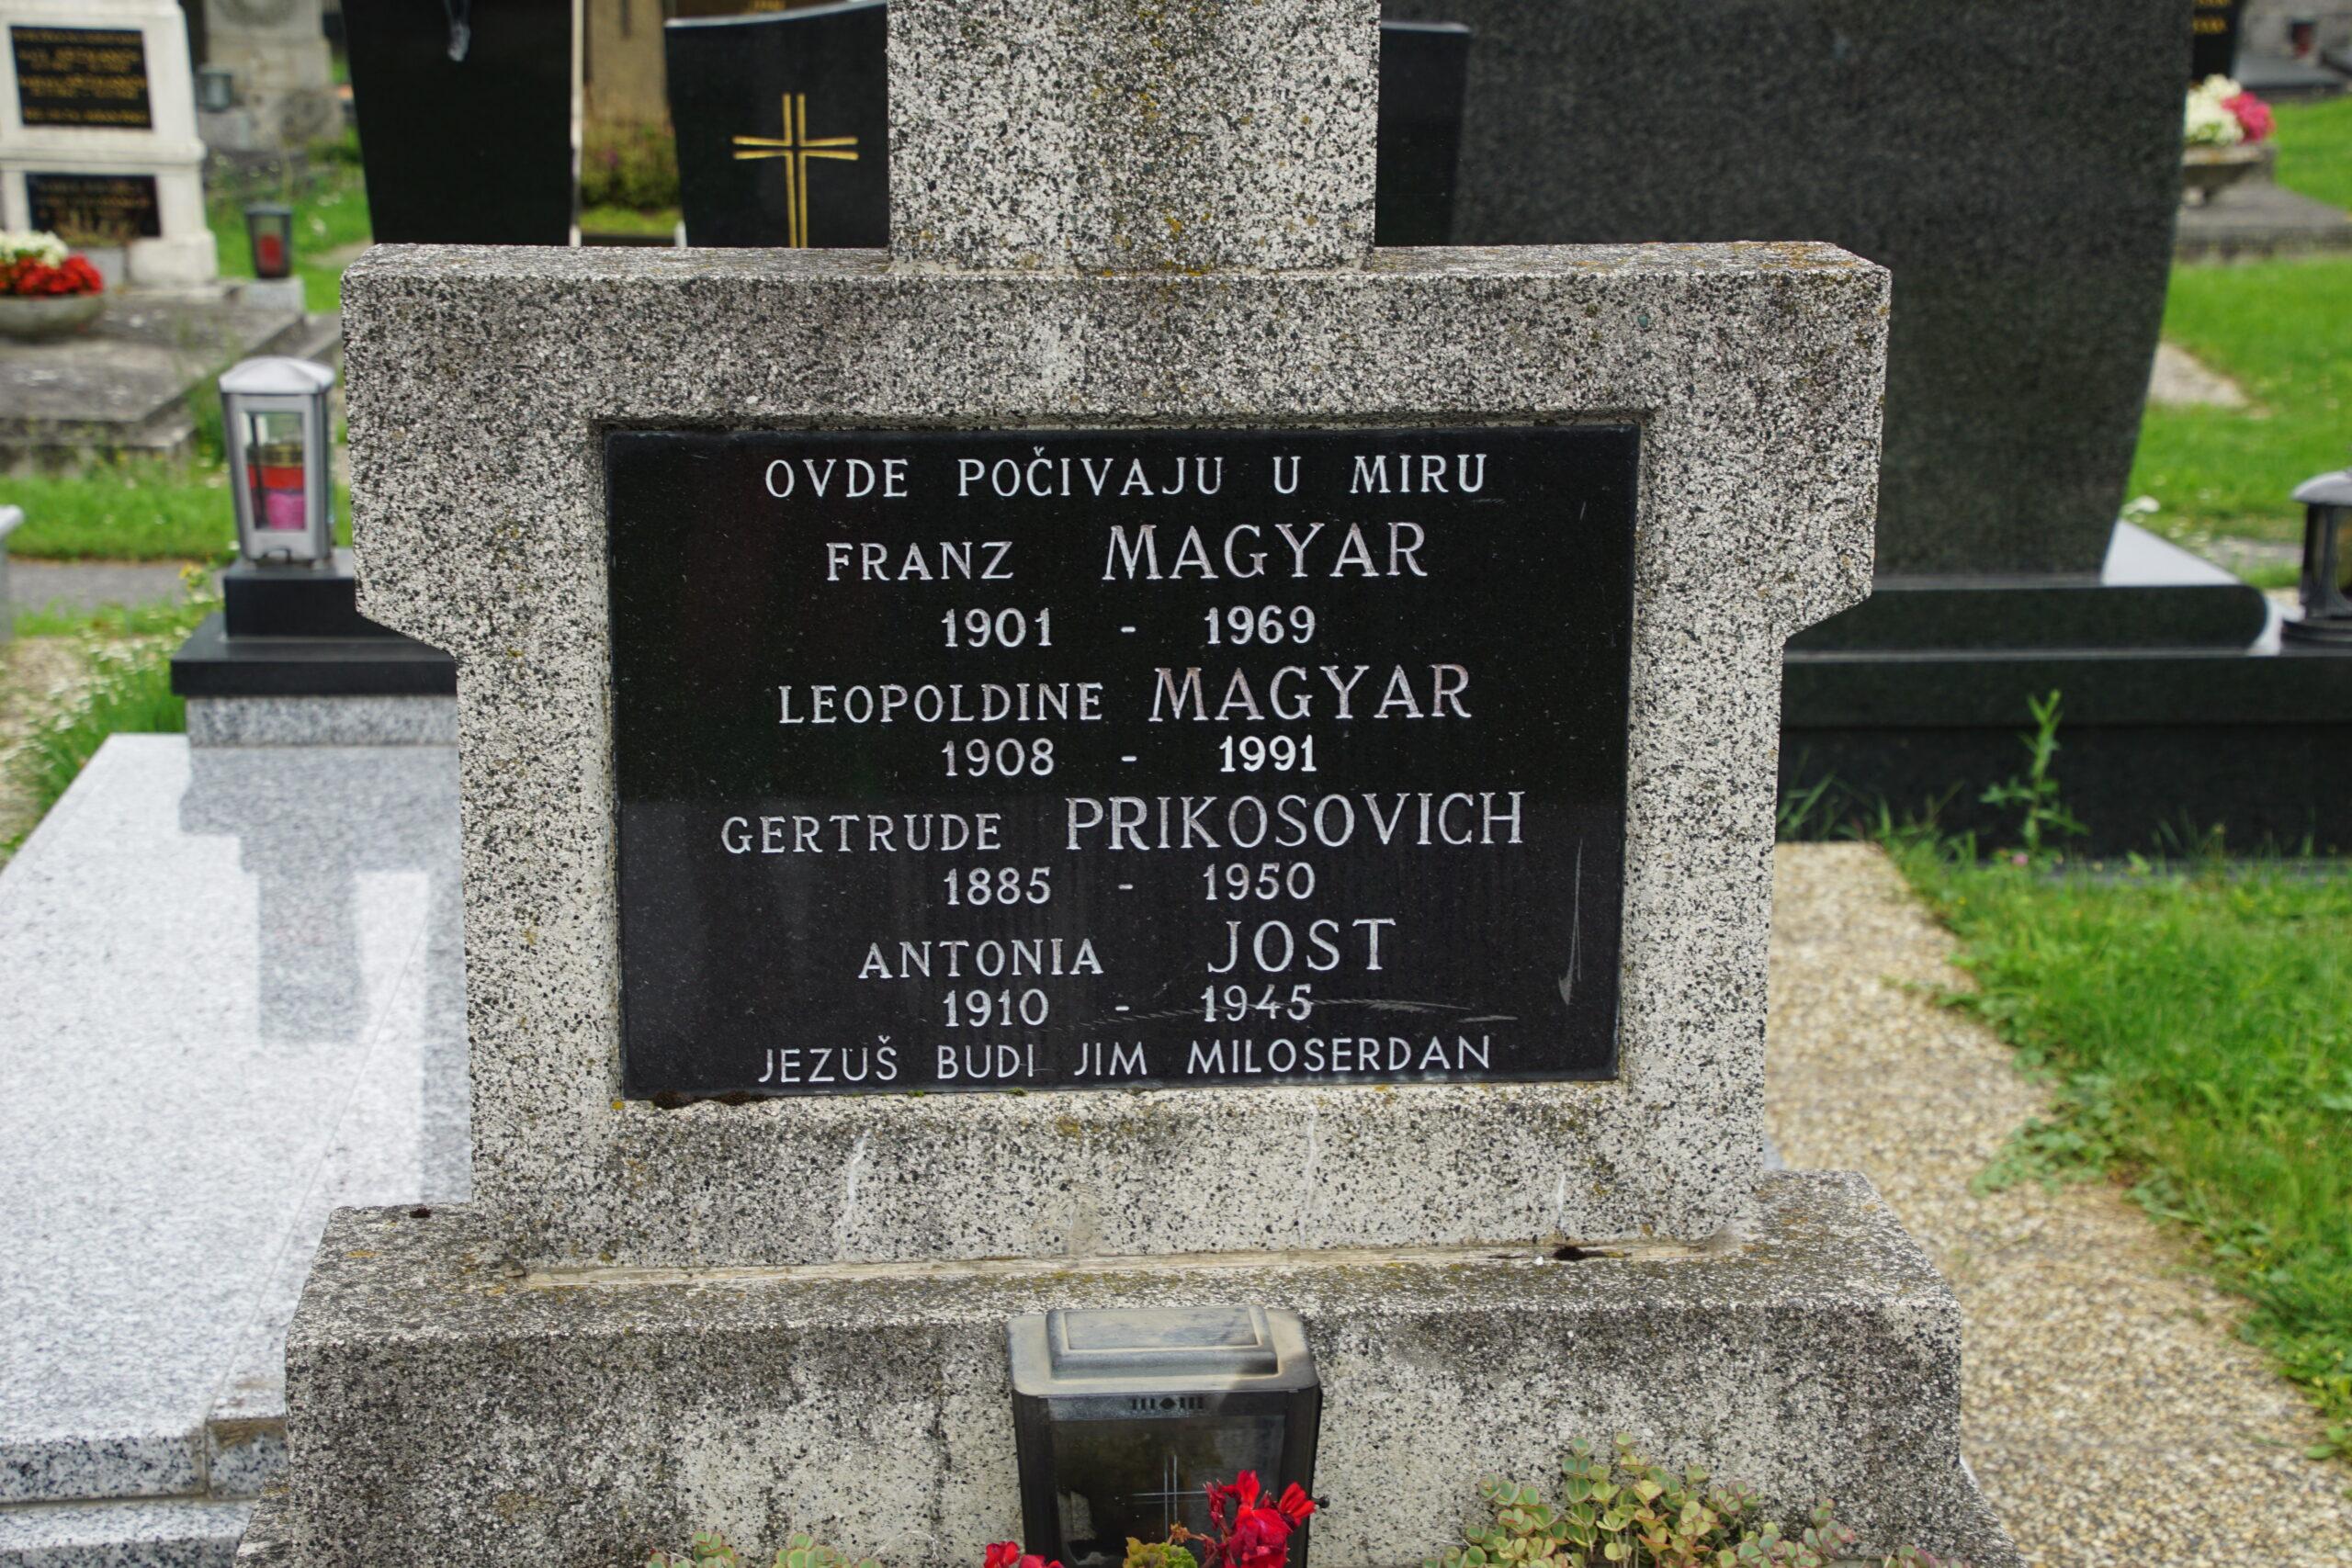 OVDE POČIVAJU U MIRU
FRANZ MAGYAR
1901 - 1969
LEOPOLDINE MAGYAR
1908 - 1991
GERTRUDE PRIKOSOVICH
1885 - 1950
ANTONIA JOST
1910 - 1945
JEZUŠ BUDI JIM MILOSERDAN